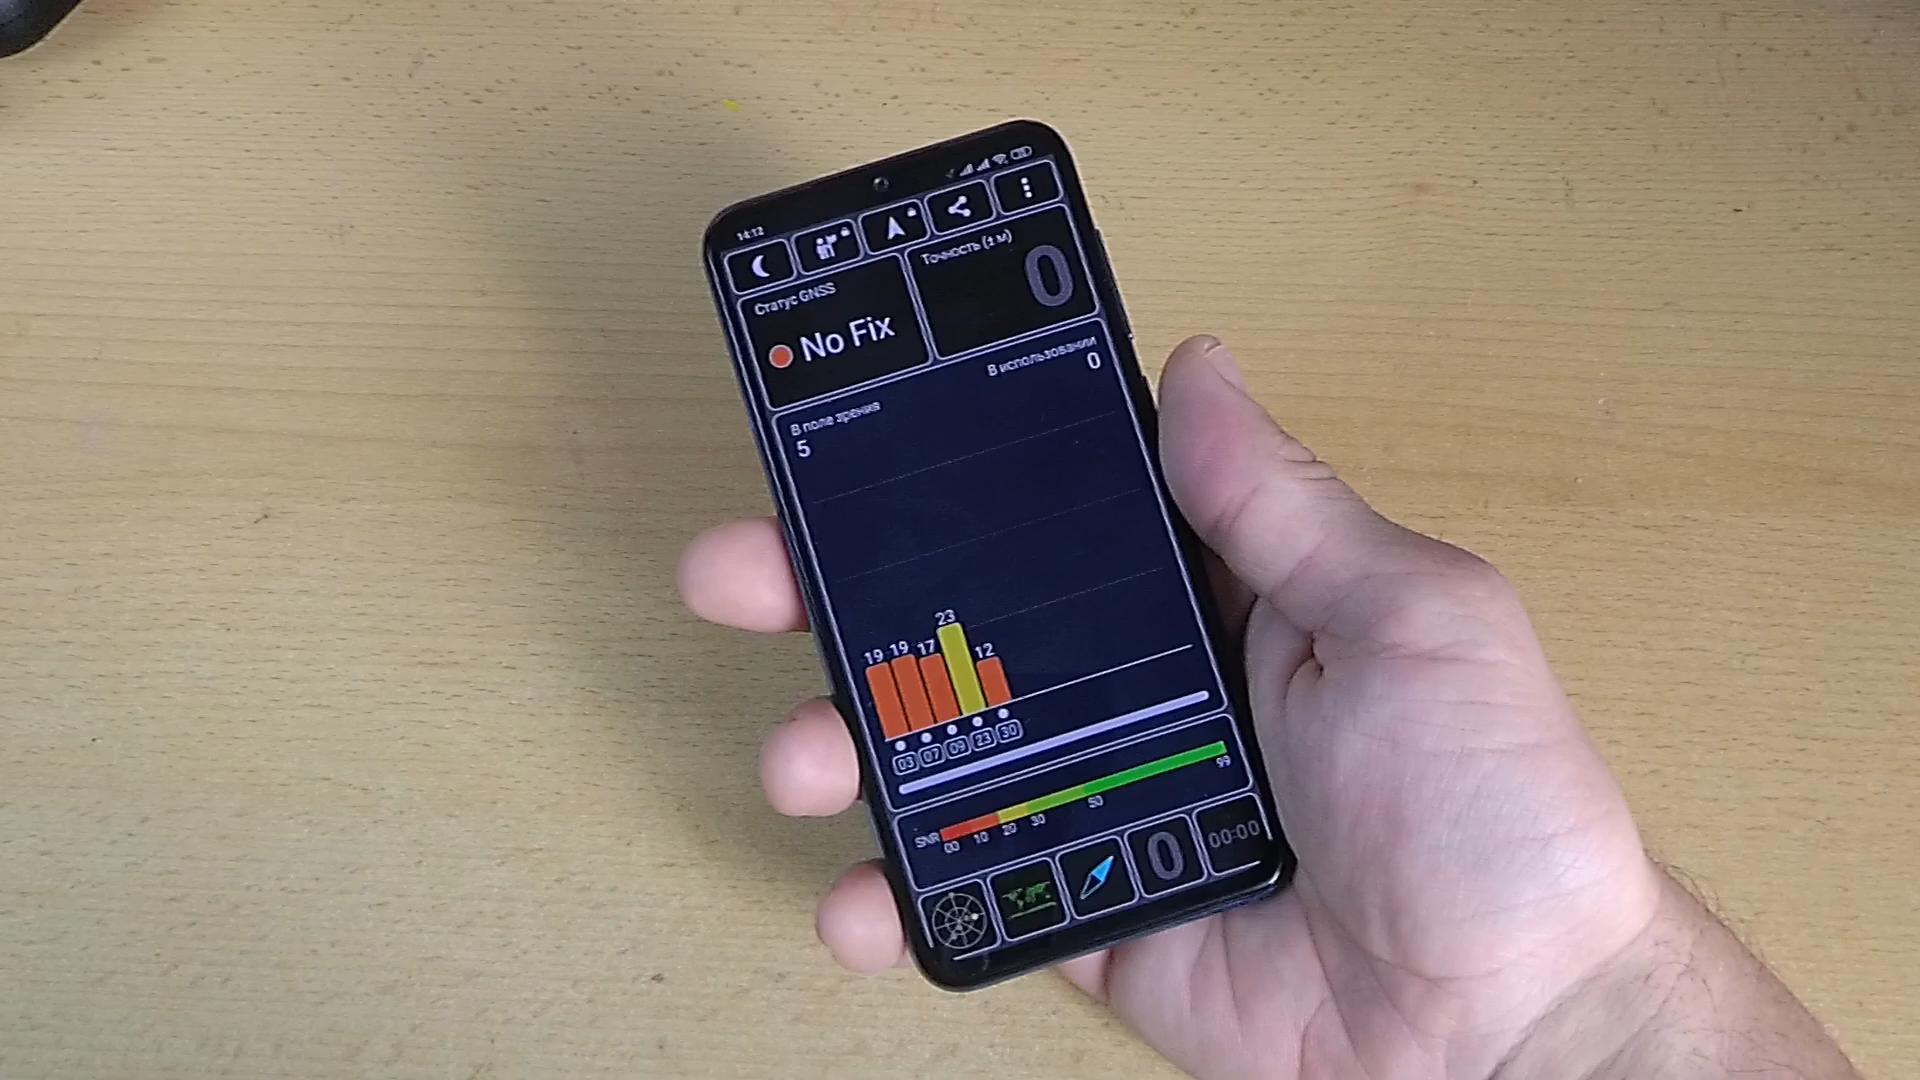 14:12
Статус GNSS
No Fix
Точность (± м)
0
В поле зрения
5
В использовании
0
19 19 17 23 12
03 07 09 23 30
SNR
00 10 20 30 50 99
0
00:00